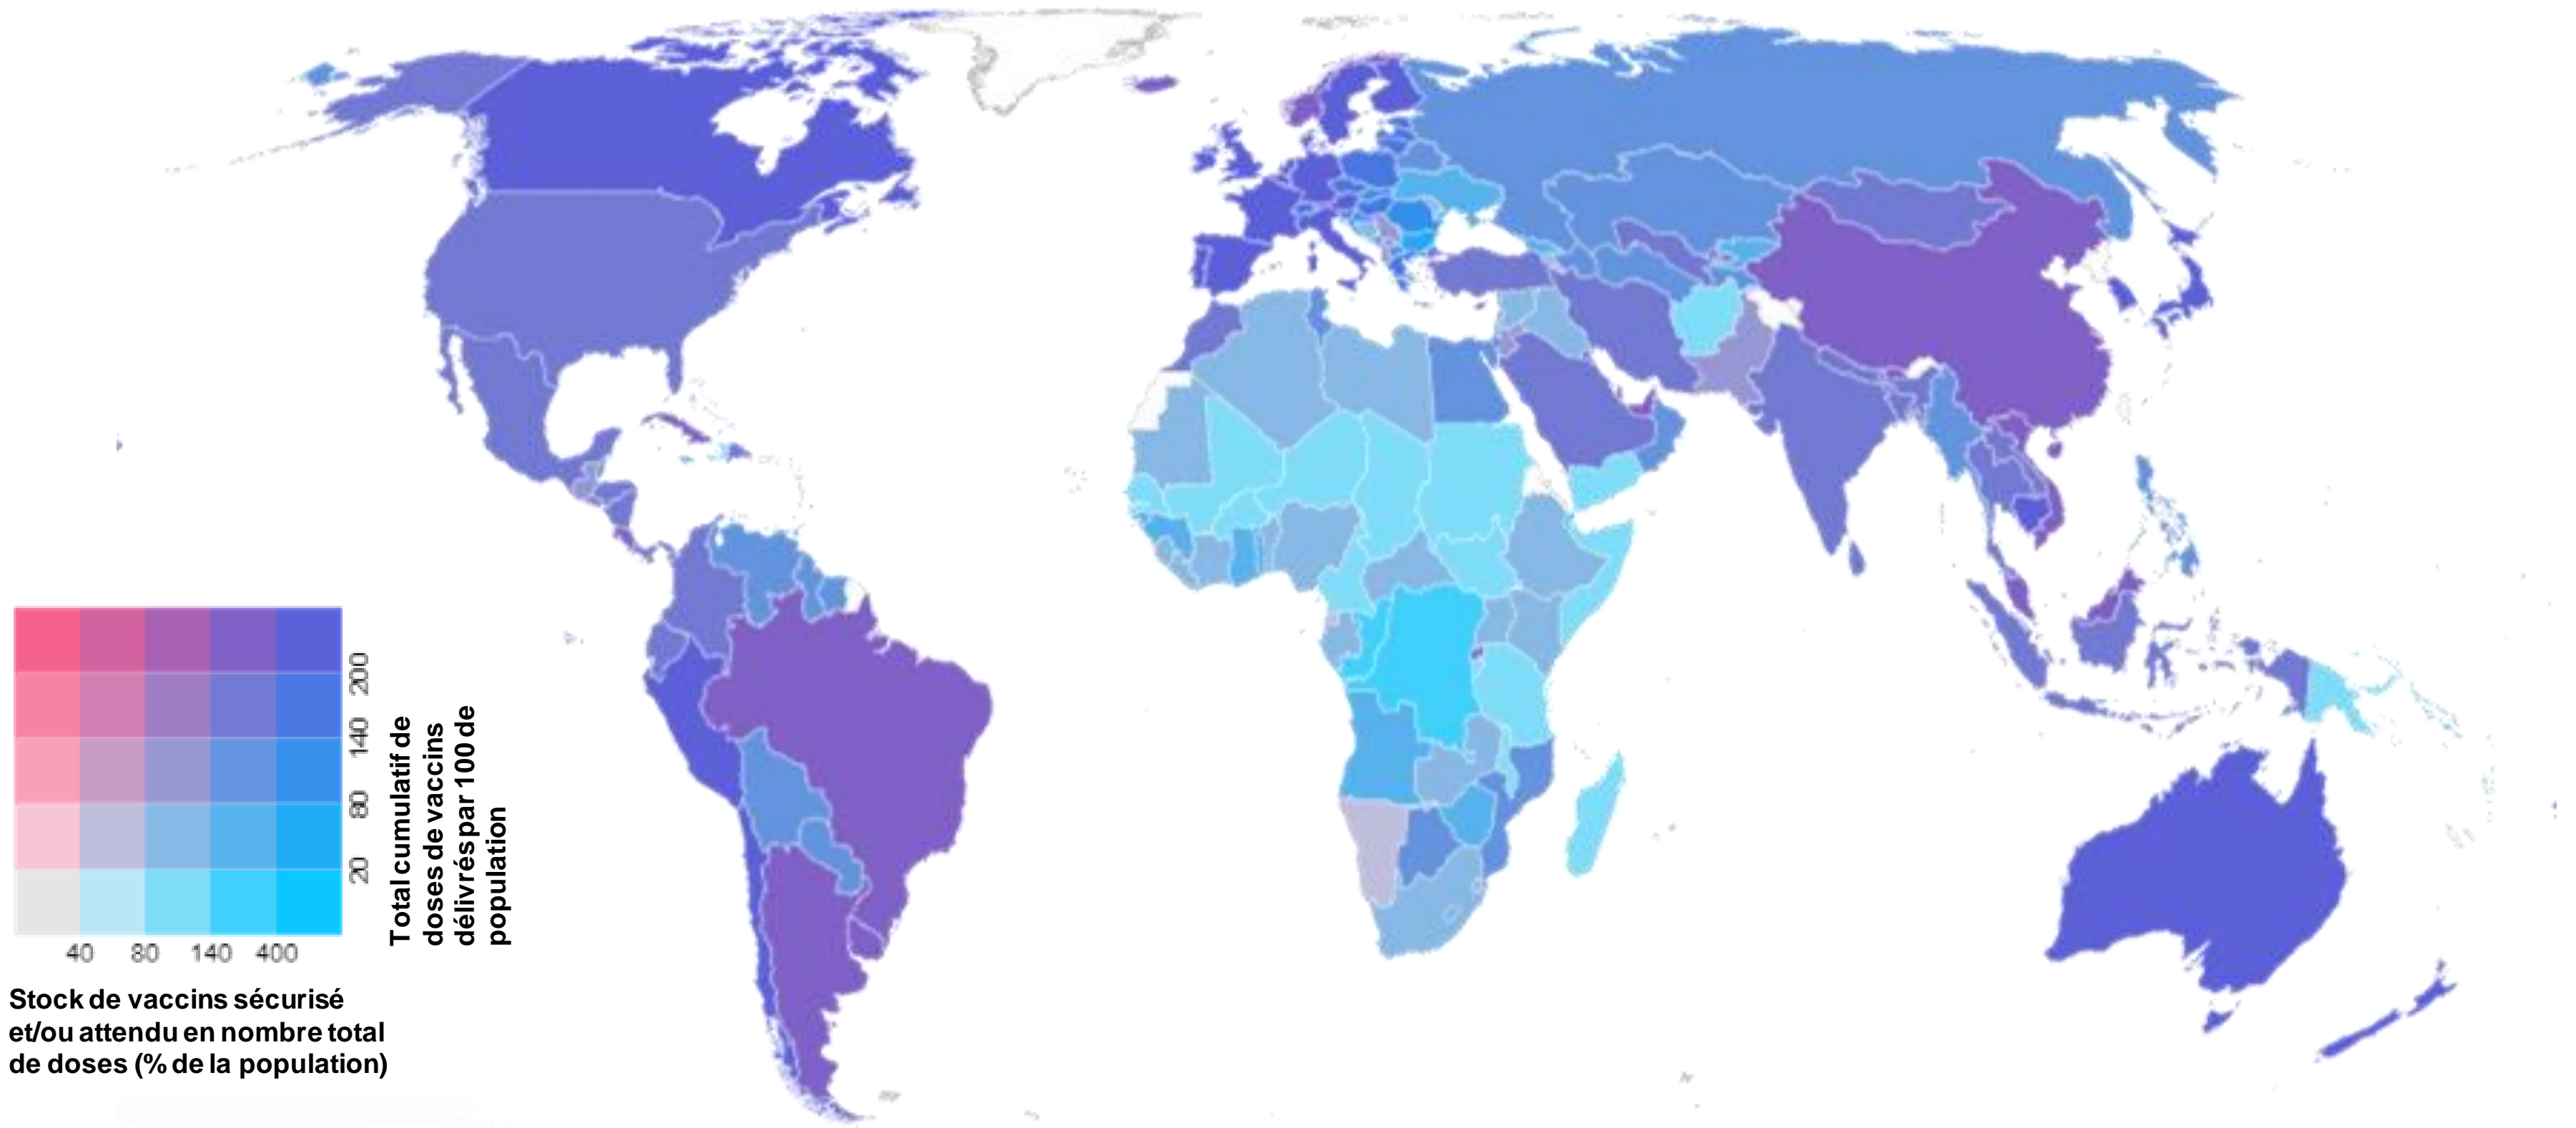 200
140
80
20
Total cumulatif de
doses de vaccins
délivrés par 100 de
population
40 80 140 400
Stock de vaccins sécurisé
et/ou attendu en nombre total
de doses (% de la population)